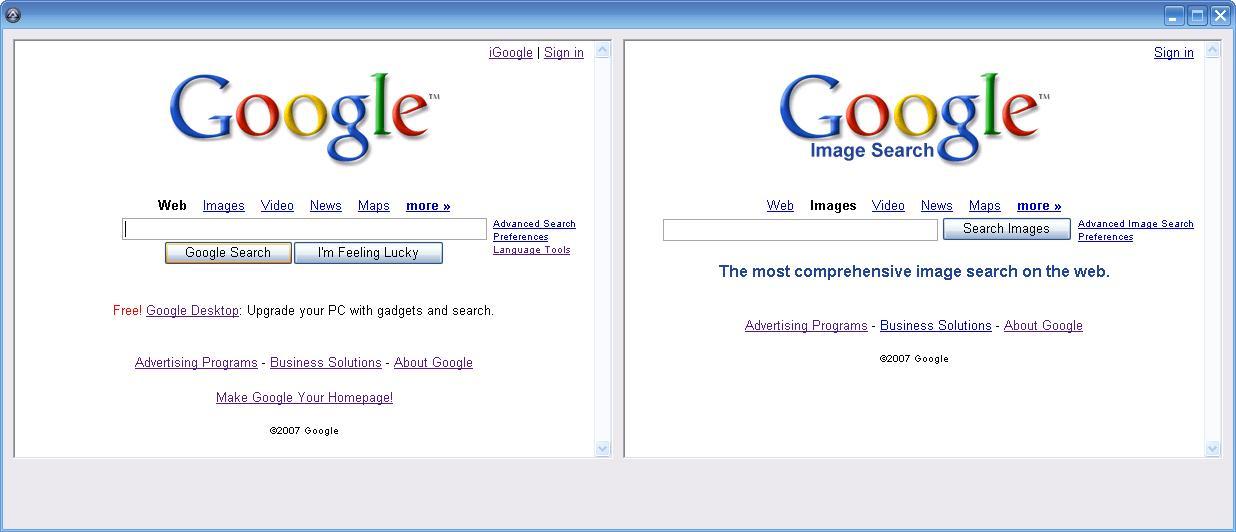 iGoogle | Sign in
Google™
Web Images Video News Maps more »
Advanced Search
Preferences
Language Tools
Google Search I'm Feeling Lucky
Free! Google Desktop: Upgrade your PC with gadgets and search.
Advertising Programs - Business Solutions - About Google
Make Google Your Homepage!
©2007 Google
Sign in
Google™
Image Search
Web Images Video News Maps more »
Search Images
Advanced Image Search
Preferences
The most comprehensive image search on the web.
Advertising Programs - Business Solutions - About Google
©2007 Google